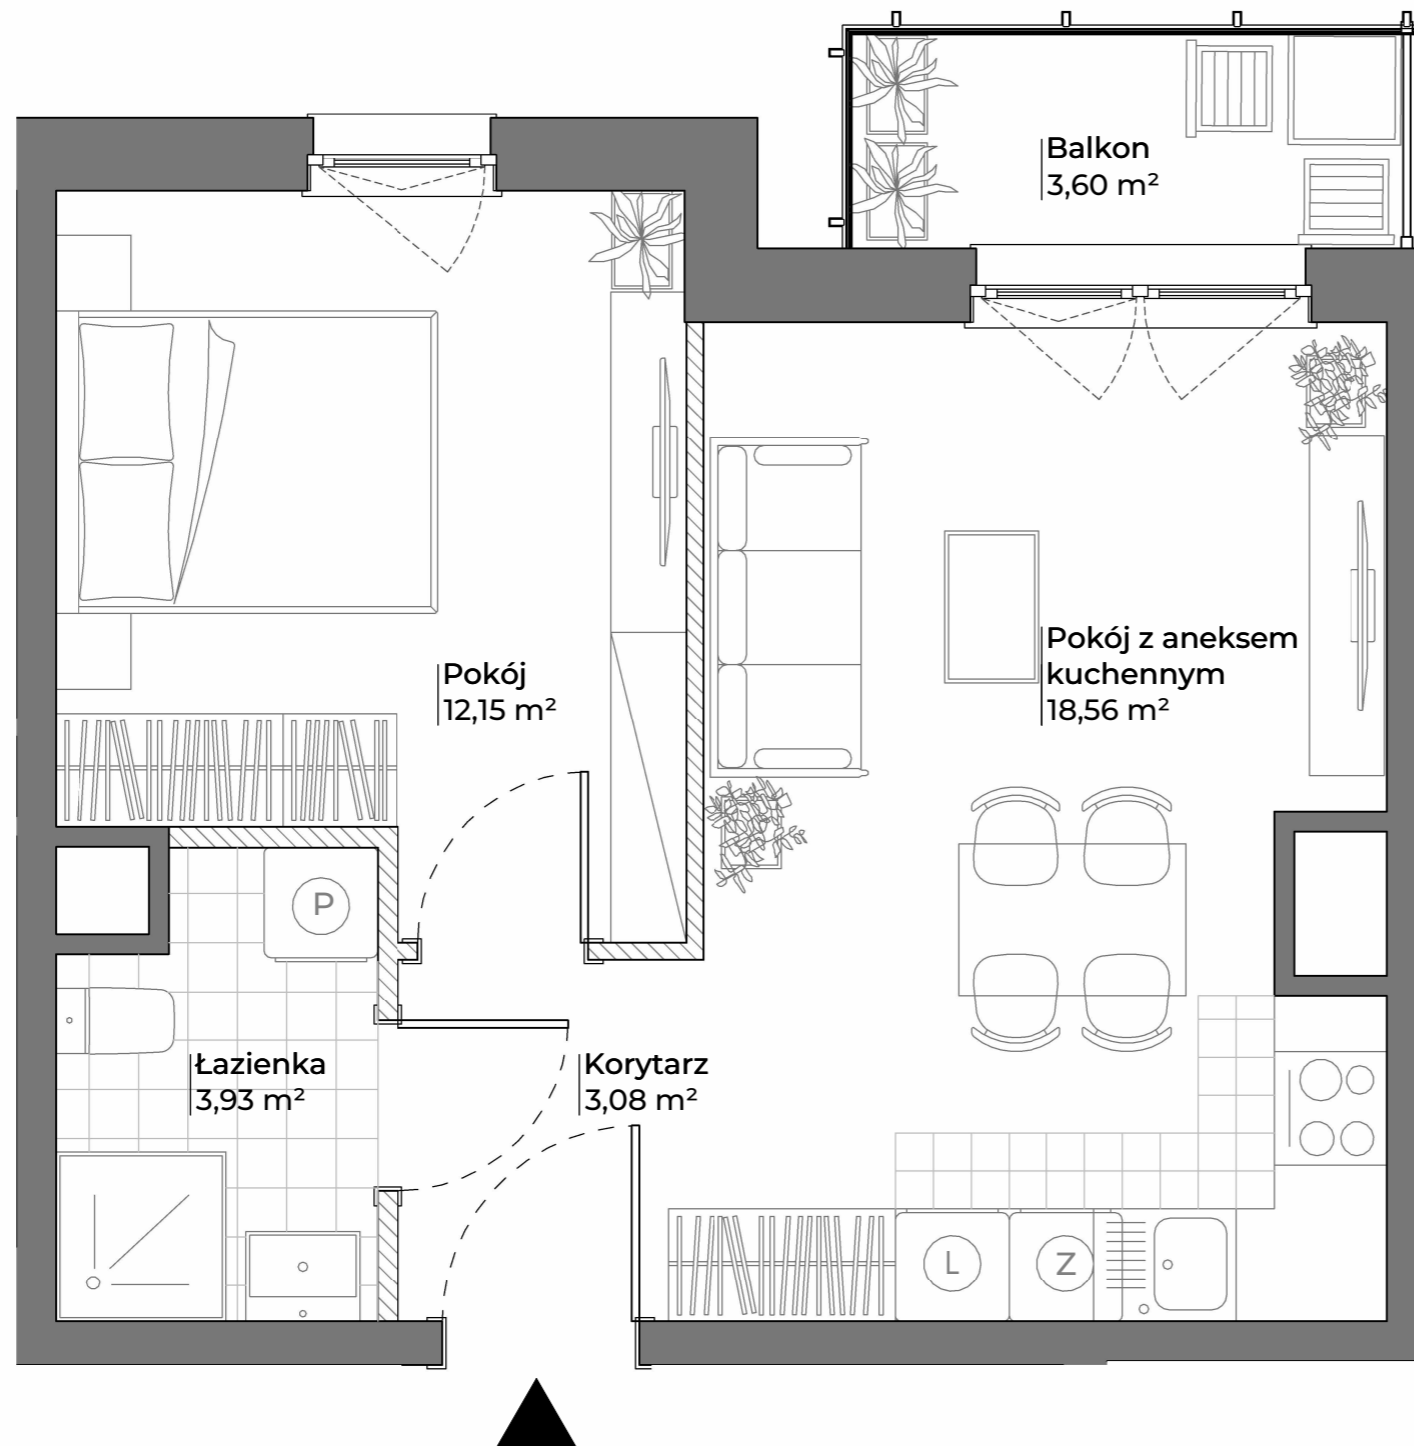 Balkon
3,60 m²
Pokój
12,15 m²
Pokój z aneksem
kuchennym
18,56 m²
P
Łazienka
3,93 m²
Korytarz
3,08 m²
L
Z